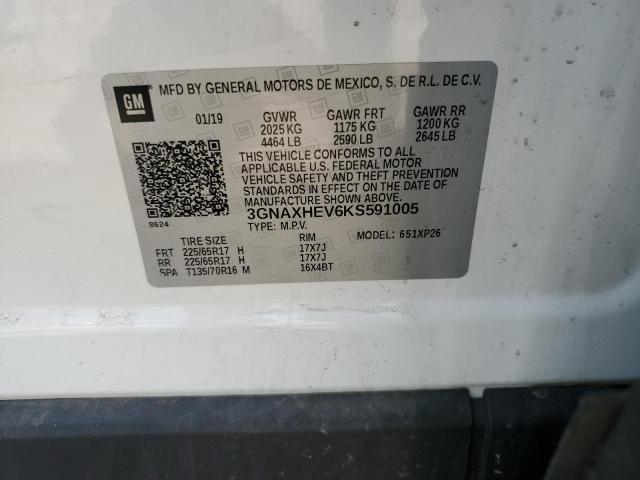 GM
MFD BY GENERAL MOTORS DE MEXICO, S. DE R.L. DE C.V.
01/19 GVWR GAWR FRT GAWR RR
2025 KG 1175 KG 1200 KG
4464 LB 2590 LB 2645 LB
THIS VEHICLE CONFORMS TO ALL
APPLICABLE U.S. FEDERAL MOTOR
VEHICLE SAFETY AND THEFT PREVENTION
STANDARDS IN EFFECT ON THE DATE OF
MANUFACTURE SHOWN ABOVE.
3GNAXHEV6KS591005
8624
TYPE: M.P.V.
MODEL: 651XP26
TIRE SIZE RIM
FRT 225/65R17 H 17X7J
RR 225/65R17 H 17X7J
SPA T135/70R16 M 16X4BT